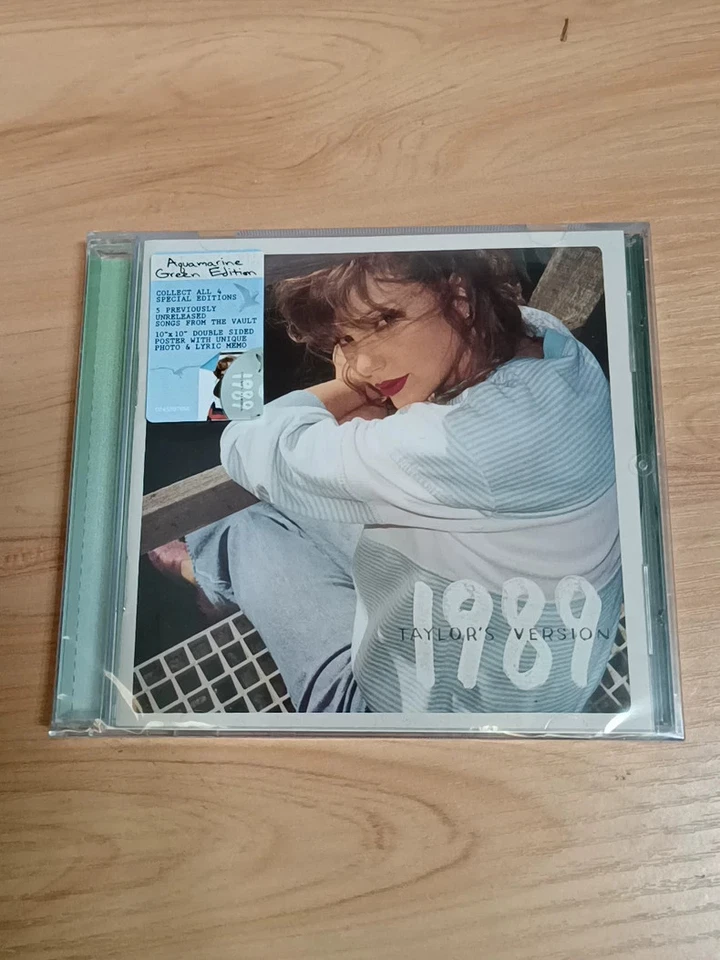 Aquamarine
Green Edition
COLLECT ALL 4
SPECIAL EDITIONS
5 PREVIOUSLY
UNRELEASED
SONGS FROM THE VAULT
10"x10" DOUBLE SIDED
POSTER WITH UNIQUE
PHOTO & LYRIC MEMO
1989
1989
TAYLOR'S VERSION